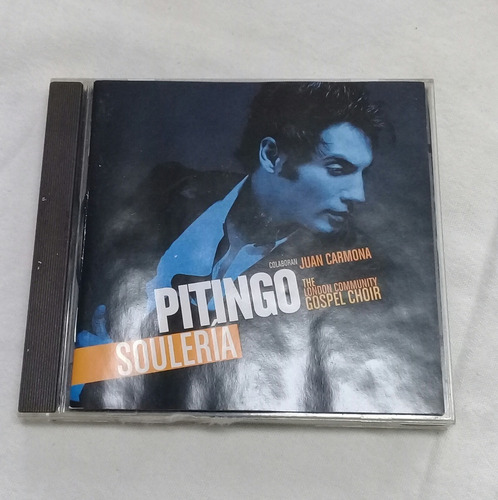 COLABORAN JUAN CARMONA
PITINGO
THE
LONDON COMMUNITY
GOSPEL CHOIR
SOULERÍA